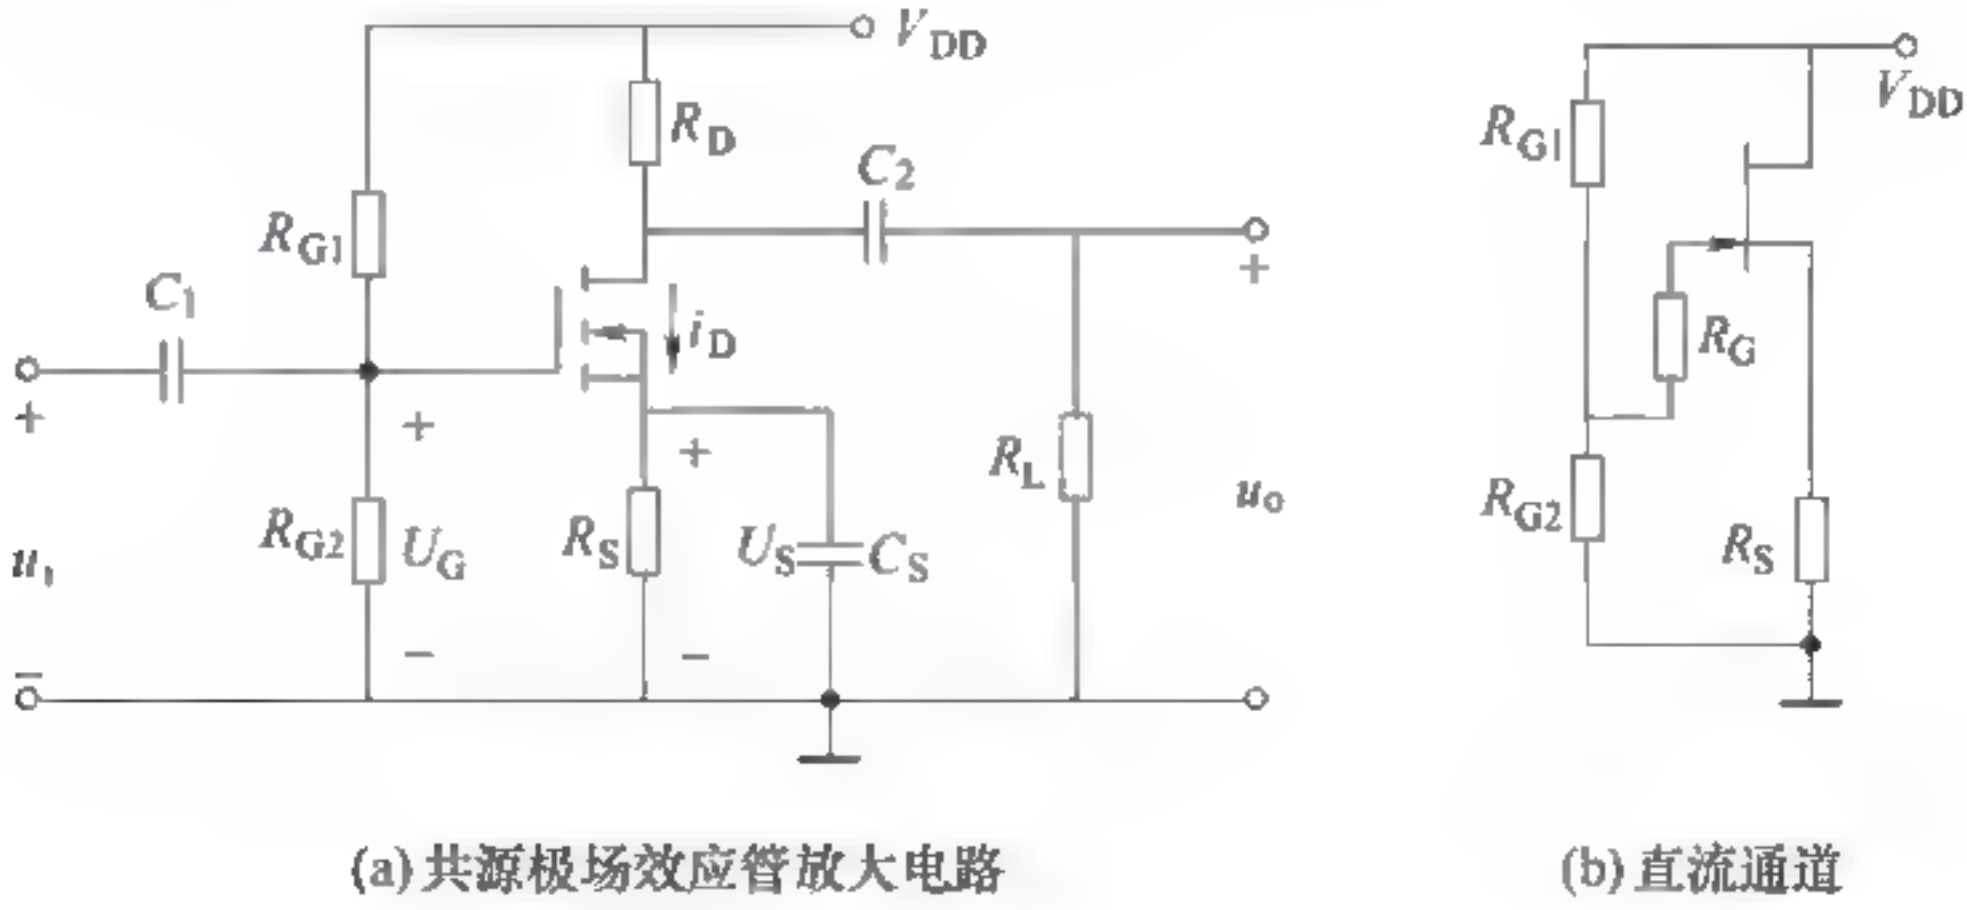 V_DD
R_D
C_2
R_G1
C_1
i_D
+
+
+
+
R_L
R_G2
U_G
R_S
U_S
C_S
u_o
u_i
−
−
−
(a) 共源极场效应管放大电路
V_DD
R_G1
R_G
R_G2
R_S
(b) 直流通道